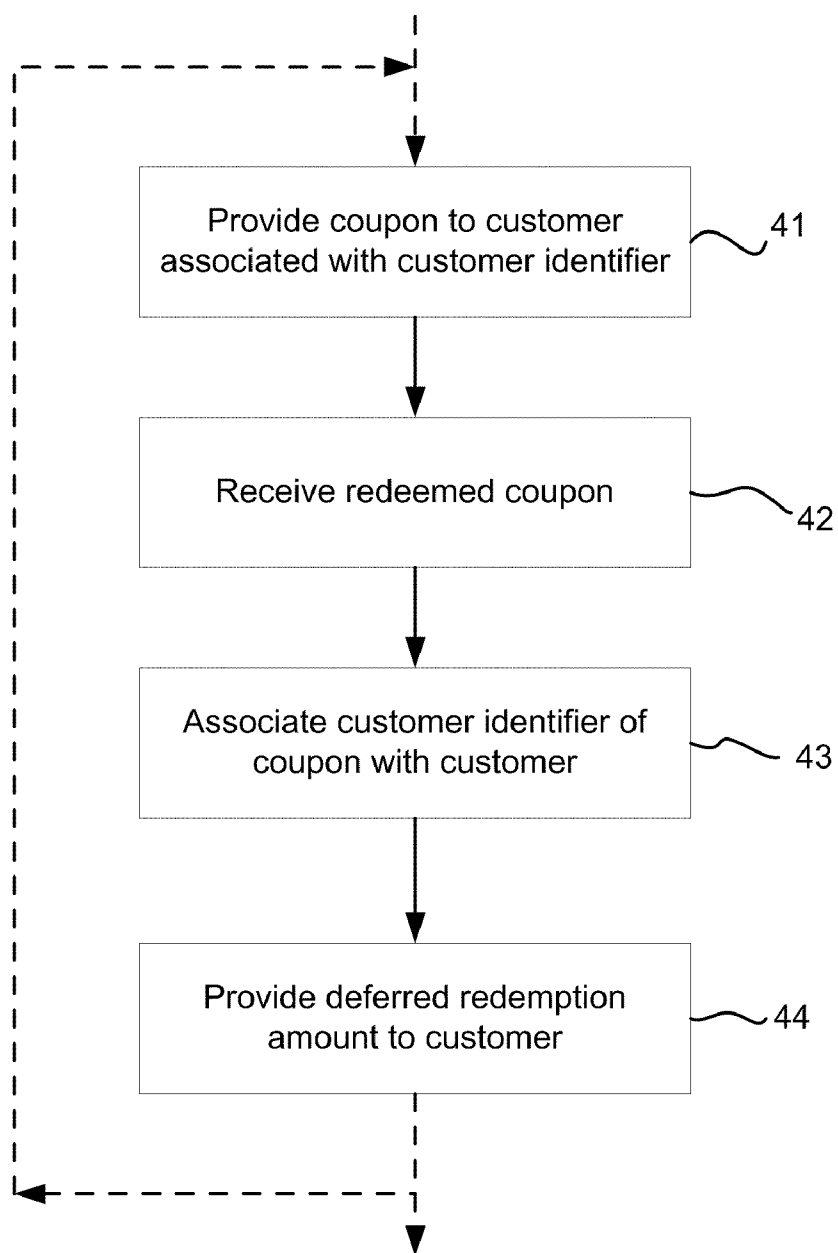 Provide coupon to customer
associated with customer identifier
41
Receive redeemed coupon
42
Associate customer identifier of
coupon with customer
43
Provide deferred redemption
amount to customer
44